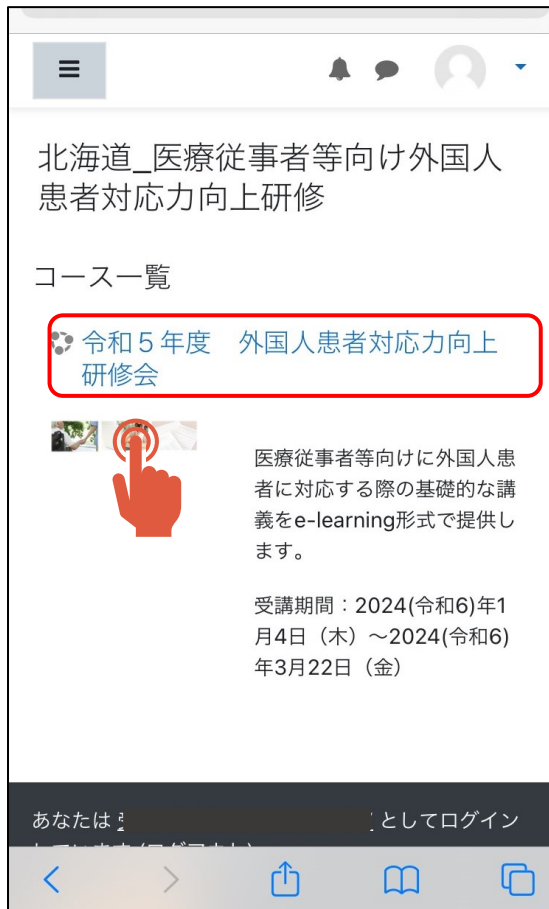 北海道_医療従事者等向け外国人
患者対応力向上研修
コース一覧
令和５年度　外国人患者対応力向上
研修会
医療従事者等向けに外国人患
者に対応する際の基礎的な講
義をe-learning形式で提供し
ます。
受講期間：2024(令和6)年1
月4日（木）～2024(令和6)
年3月22日（金）
あなたは
としてログイン